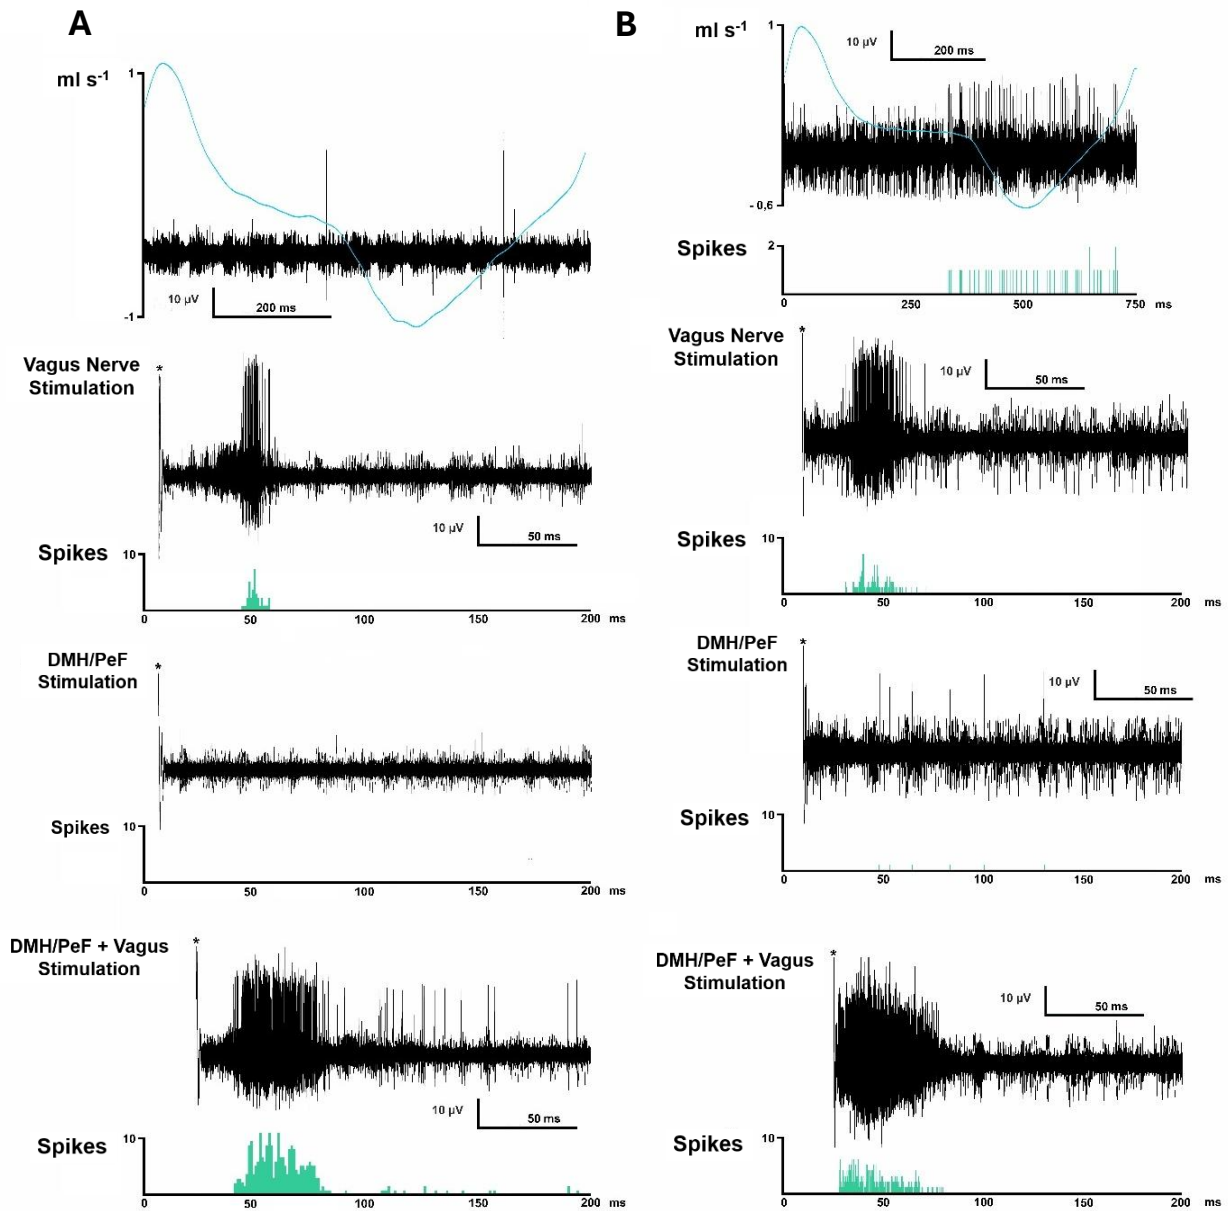 A
ml s-1
1
-1
10 µV
200 ms
Vagus Nerve
Stimulation
*
10 µV
50 ms
Spikes
10
0 50 100 150 200 ms
DMH/PeF
Stimulation
*
Spikes
10
0 50 100 150 200 ms
DMH/PeF + Vagus
Stimulation
*
10 µV
50 ms
Spikes
10
0 50 100 150 200 ms
B
ml s-1
1
- 0,6
10 µV
200 ms
Spikes
2
0 250 500 750 ms
Vagus Nerve
Stimulation
*
10 µV
50 ms
Spikes
10
0 50 100 150 200 ms
DMH/PeF
Stimulation
*
10 µV
50 ms
Spikes
10
0 50 100 150 200 ms
DMH/PeF + Vagus
Stimulation
*
10 µV
50 ms
Spikes
10
0 50 100 150 200 ms